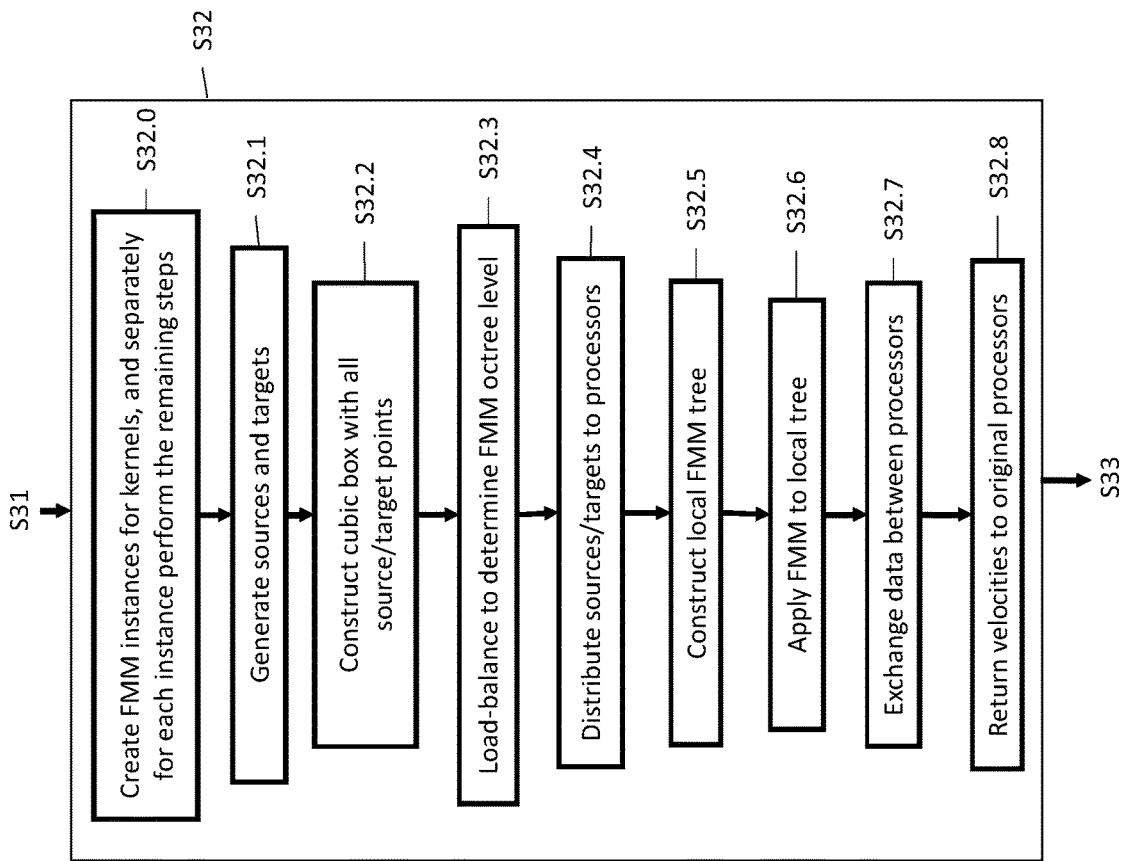 S31
S32
Create FMM instances for kernels, and separately
for each instance perform the remaining steps
S32.0
Generate sources and targets
S32.1
Construct cubic box with all
source/target points
S32.2
Load-balance to determine FMM octree level
S32.3
Distribute sources/targets to processors
S32.4
Construct local FMM tree
S32.5
Apply FMM to local tree
S32.6
Exchange data between processors
S32.7
Return velocities to original processors
S32.8
S33